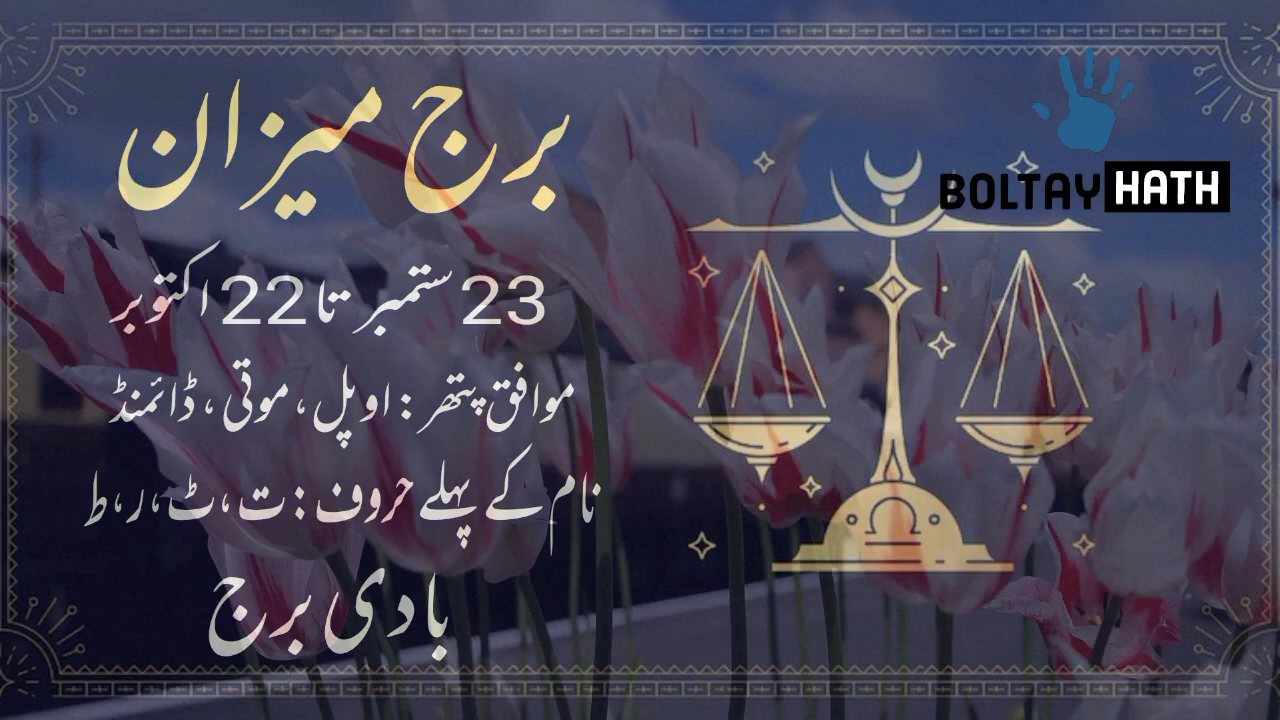 برج میزان
23 ستمبر تا 22 اکتوبر
موافق پتھر : اوپل، موتی، ڈائمنڈ
نام کے پہلے حروف : ت، ٹ، ر، ط
بادی برج
BOLTAY HATH